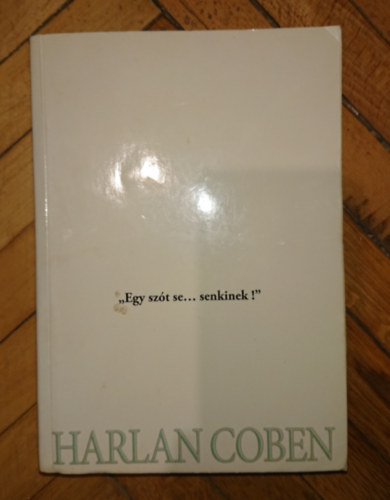 „Egy szót se... senkinek !”
HARLAN COBEN